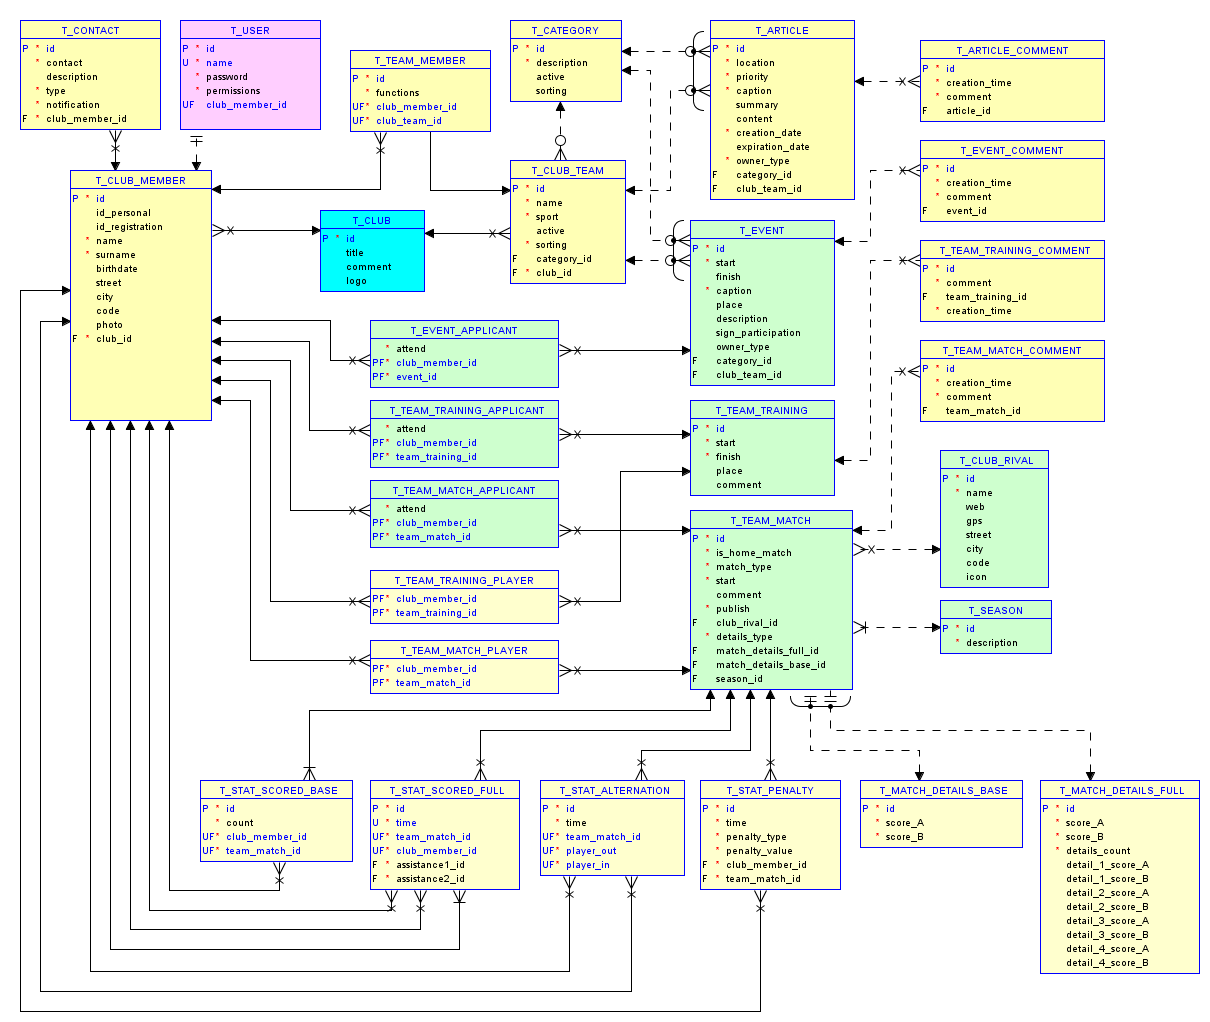 T_CONTACT
P * id
* contact
description
* type
* notification
F * club_member_id
T_USER
P * id
U * name
* password
* permissions
UF club_member_id
T_TEAM_MEMBER
P * id
* functions
UF* club_member_id
UF* club_team_id
T_CATEGORY
P * id
* description
active
sorting
T_ARTICLE
P * id
* location
* priority
* caption
summary
content
* creation_date
expiration_date
* owner_type
F category_id
F club_team_id
T_ARTICLE_COMMENT
P * id
* creation_time
* comment
F article_id
T_EVENT_COMMENT
P * id
* creation_time
* comment
F event_id
T_CLUB_MEMBER
P * id
id_personal
id_registration
* name
* surname
birthdate
street
city
code
photo
F * club_id
T_CLUB
P * id
title
comment
logo
T_CLUB_TEAM
P * id
* name
* sport
active
* sorting
F category_id
F * club_id
T_EVENT
P * id
* start
finish
* caption
place
description
sign_participation
owner_type
F category_id
F club_team_id
T_TEAM_TRAINING_COMMENT
P * id
* comment
F team_training_id
* creation_time
T_TEAM_MATCH_COMMENT
P * id
* creation_time
* comment
F team_match_id
T_EVENT_APPLICANT
* attend
PF* club_member_id
PF* event_id
T_TEAM_TRAINING_APPLICANT
* attend
PF* club_member_id
PF* team_training_id
T_TEAM_TRAINING
P * id
* start
* finish
place
comment
T_CLUB_RIVAL
P * id
* name
web
gps
street
city
code
icon
T_TEAM_MATCH_APPLICANT
* attend
PF* club_member_id
PF* team_match_id
T_TEAM_MATCH
P * id
* is_home_match
* match_type
* start
comment
* publish
F club_rival_id
* details_type
F match_details_full_id
F match_details_base_id
F season_id
T_TEAM_TRAINING_PLAYER
PF* club_member_id
PF* team_training_id
T_SEASON
P * id
* description
T_TEAM_MATCH_PLAYER
PF* club_member_id
PF* team_match_id
T_STAT_SCORED_BASE
P * id
* count
UF* club_member_id
UF* team_match_id
T_STAT_SCORED_FULL
P * id
U * time
UF* team_match_id
UF* club_member_id
F * assistance1_id
F * assistance2_id
T_STAT_ALTERNATION
P * id
* time
UF* team_match_id
UF* player_out
UF* player_in
T_STAT_PENALTY
P * id
* time
* penalty_type
* penalty_value
F * club_member_id
F * team_match_id
T_MATCH_DETAILS_BASE
P * id
* score_A
* score_B
T_MATCH_DETAILS_FULL
P * id
* score_A
* score_B
* details_count
detail_1_score_A
detail_1_score_B
detail_2_score_A
detail_2_score_B
detail_3_score_A
detail_3_score_B
detail_4_score_A
detail_4_score_B